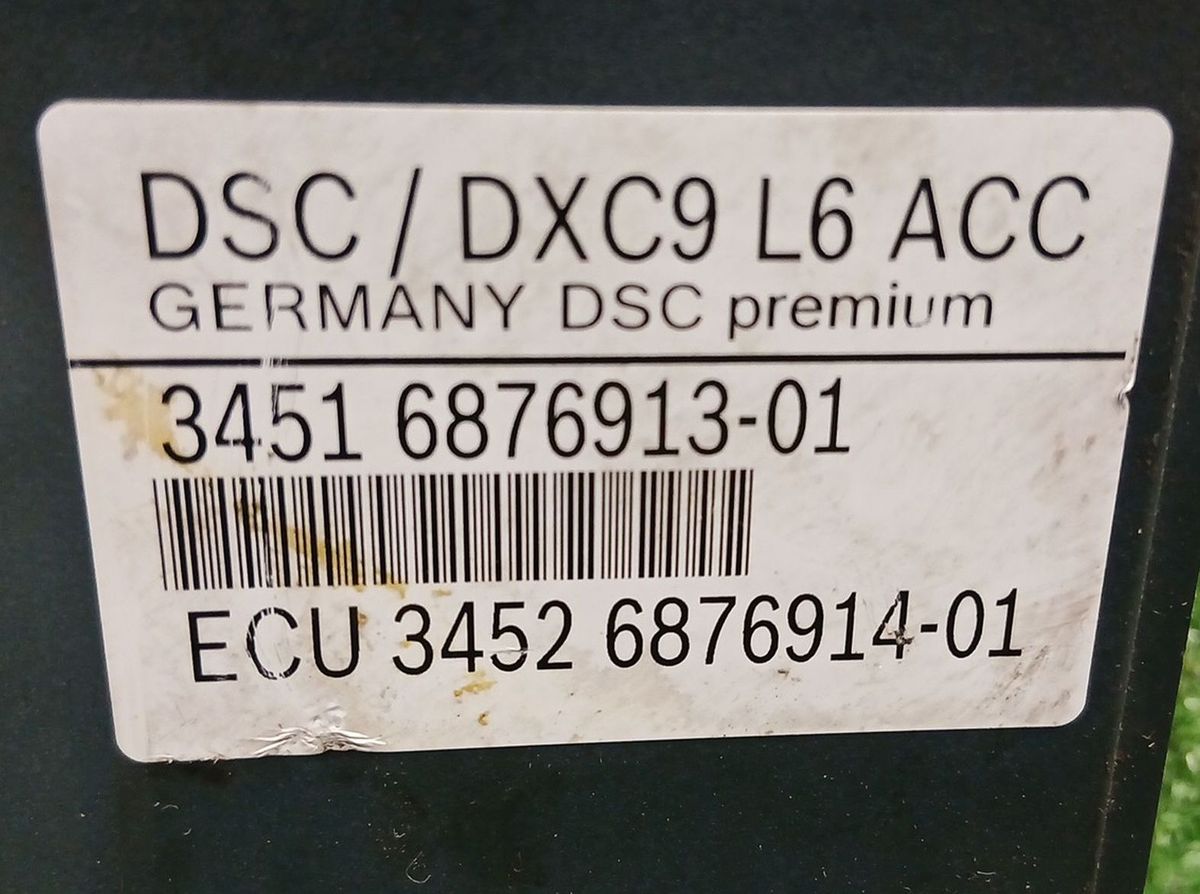 DSC / DXC9 L6 ACC
GERMANY DSC premium
3451 6876913-01
ECU 3452 6876914-01